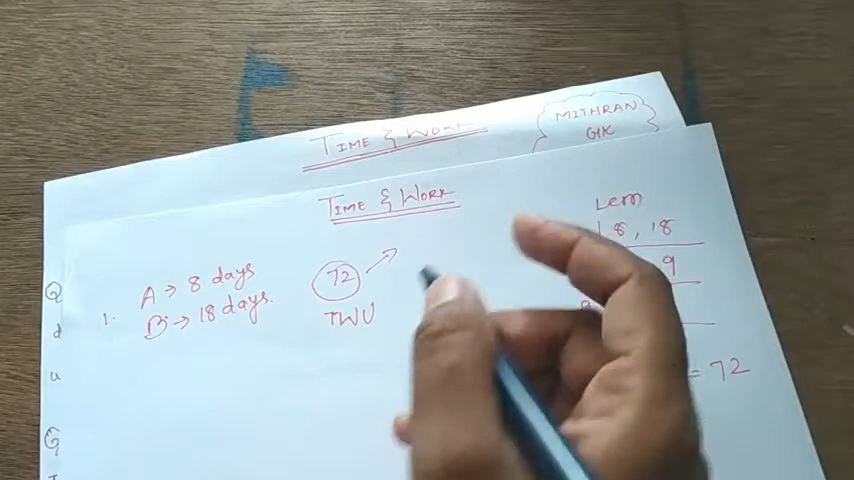 MITHRAN
GK
TIME & WORK
TIME & WORK
Lcm
8, 18
9
1. A → 8 days
B → 18 days.
72
TWU
= 72
Q
d
u
Q